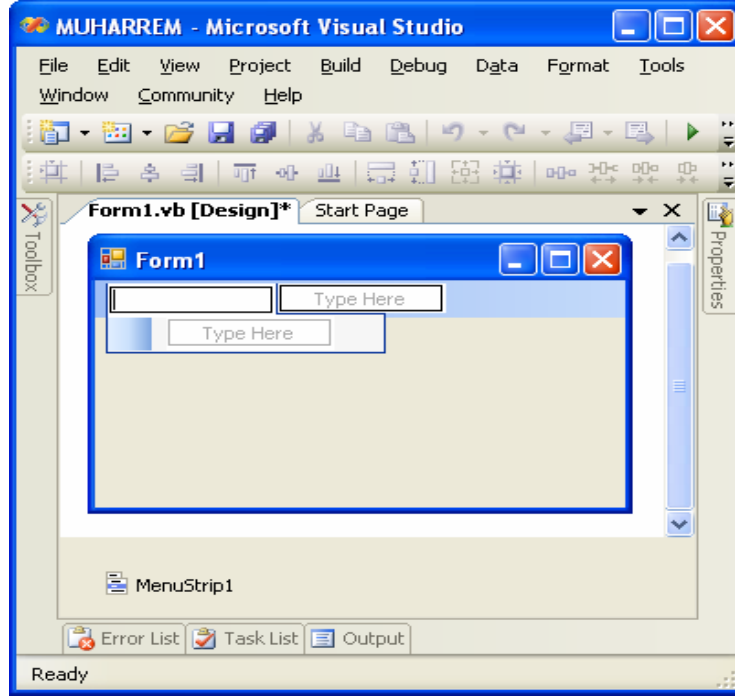 MUHARREM - Microsoft Visual Studio
File Edit View Project Build Debug Data Format Tools
Window Community Help
Form1.vb [Design]* Start Page
Toolbox
Properties
Form1
Type Here
Type Here
MenuStrip1
Error List Task List Output
Ready